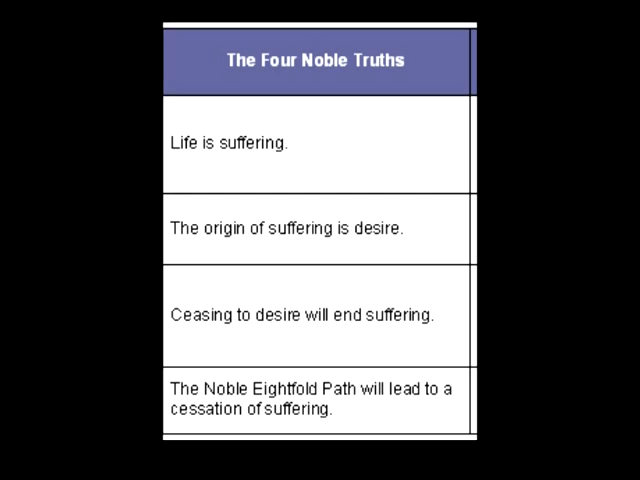 The Four Noble Truths
Life is suffering.
The origin of suffering is desire.
Ceasing to desire will end suffering.
The Noble Eightfold Path will lead to a
cessation of suffering.